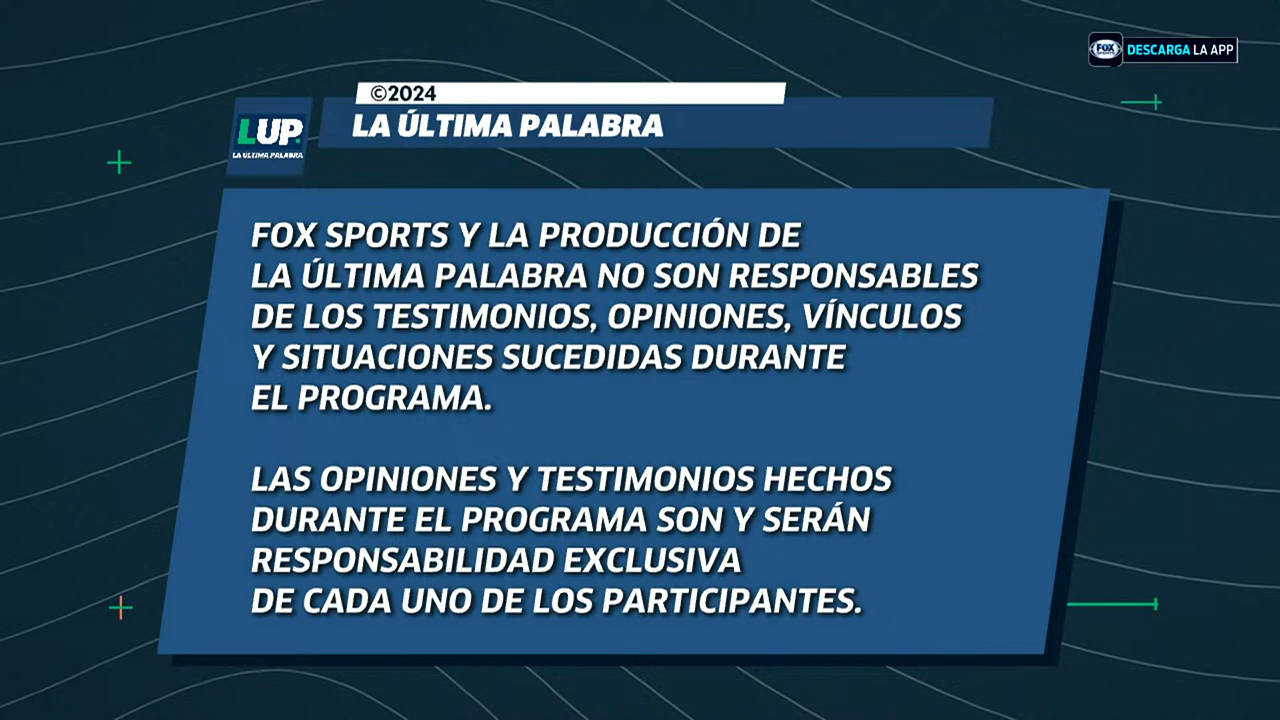 FOX SPORTS
DESCARGA LA APP
©2024
LA ÚLTIMA PALABRA
LUP.
LA ÚLTIMA PALABRA
FOX SPORTS Y LA PRODUCCIÓN DE
LA ÚLTIMA PALABRA NO SON RESPONSABLES
DE LOS TESTIMONIOS, OPINIONES, VÍNCULOS
Y SITUACIONES SUCEDIDAS DURANTE
EL PROGRAMA.
LAS OPINIONES Y TESTIMONIOS HECHOS
DURANTE EL PROGRAMA SON Y SERÁN
RESPONSABILIDAD EXCLUSIVA
DE CADA UNO DE LOS PARTICIPANTES.